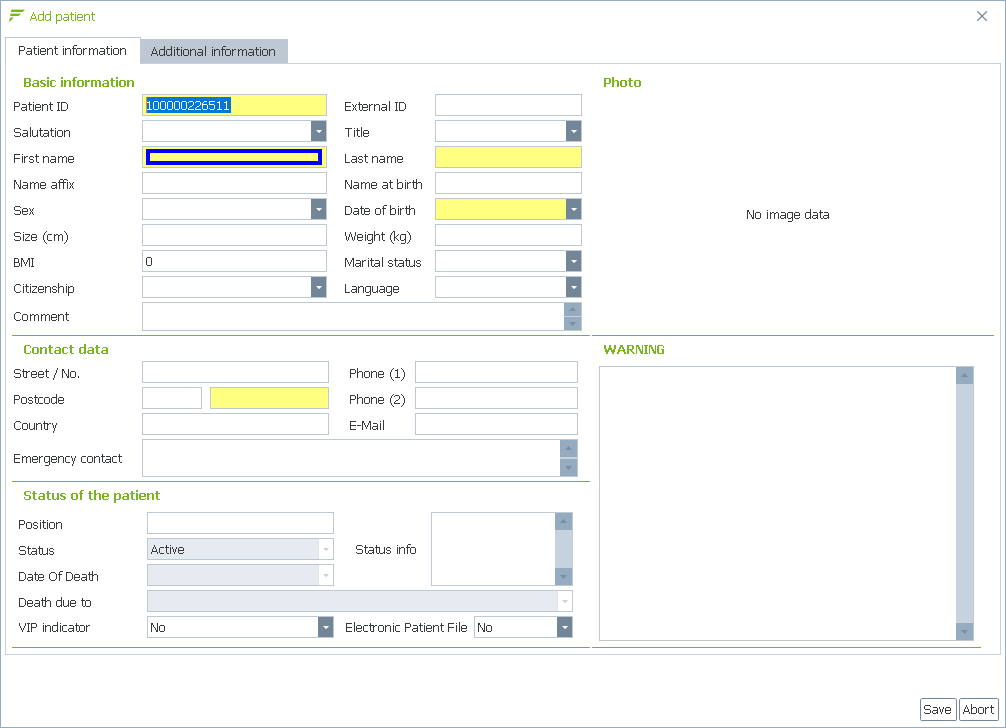 Add patient
Patient information Additional information
Basic information Photo
Patient ID 100000226511 External ID
Salutation Title
First name Last name
Name affix Name at birth
Sex Date of birth No image data
Size (cm) Weight (kg)
BMI 0 Marital status
Citizenship Language
Comment
Contact data WARNING
Street / No. Phone (1)
Postcode Phone (2)
Country E-Mail
Emergency contact
Status of the patient
Position
Status Active Status info
Date Of Death
Death due to
VIP indicator No Electronic Patient File No
Save Abort